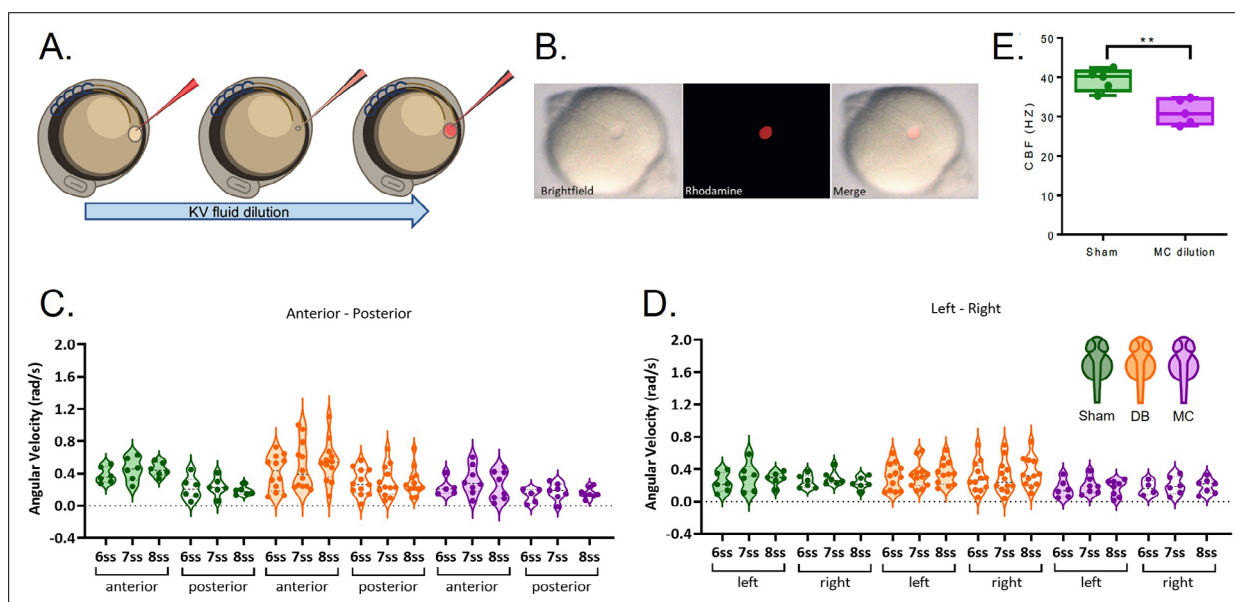 A.
KV fluid dilution
B.
Brightfield
Rhodamine
Merge
E.
**
CBF (HZ)
50
40
30
20
10
0
Sham
MC dilution
C.
Anterior - Posterior
Angular Velocity (rad/s)
2.0
1.6
1.2
0.8
0.4
0.0
-0.4
6ss 7ss 8ss 6ss 7ss 8ss 6ss 7ss 8ss 6ss 7ss 8ss 6ss 7ss 8ss 6ss 7ss 8ss
anterior posterior anterior posterior anterior posterior
D.
Left - Right
Sham DB MC
Angular Velocity (rad/s)
2.0
1.6
1.2
0.8
0.4
0.0
-0.4
6ss 7ss 8ss 6ss 7ss 8ss 6ss 7ss 8ss 6ss 7ss 8ss 6ss 7ss 8ss 6ss 7ss 8ss
left right left right left right